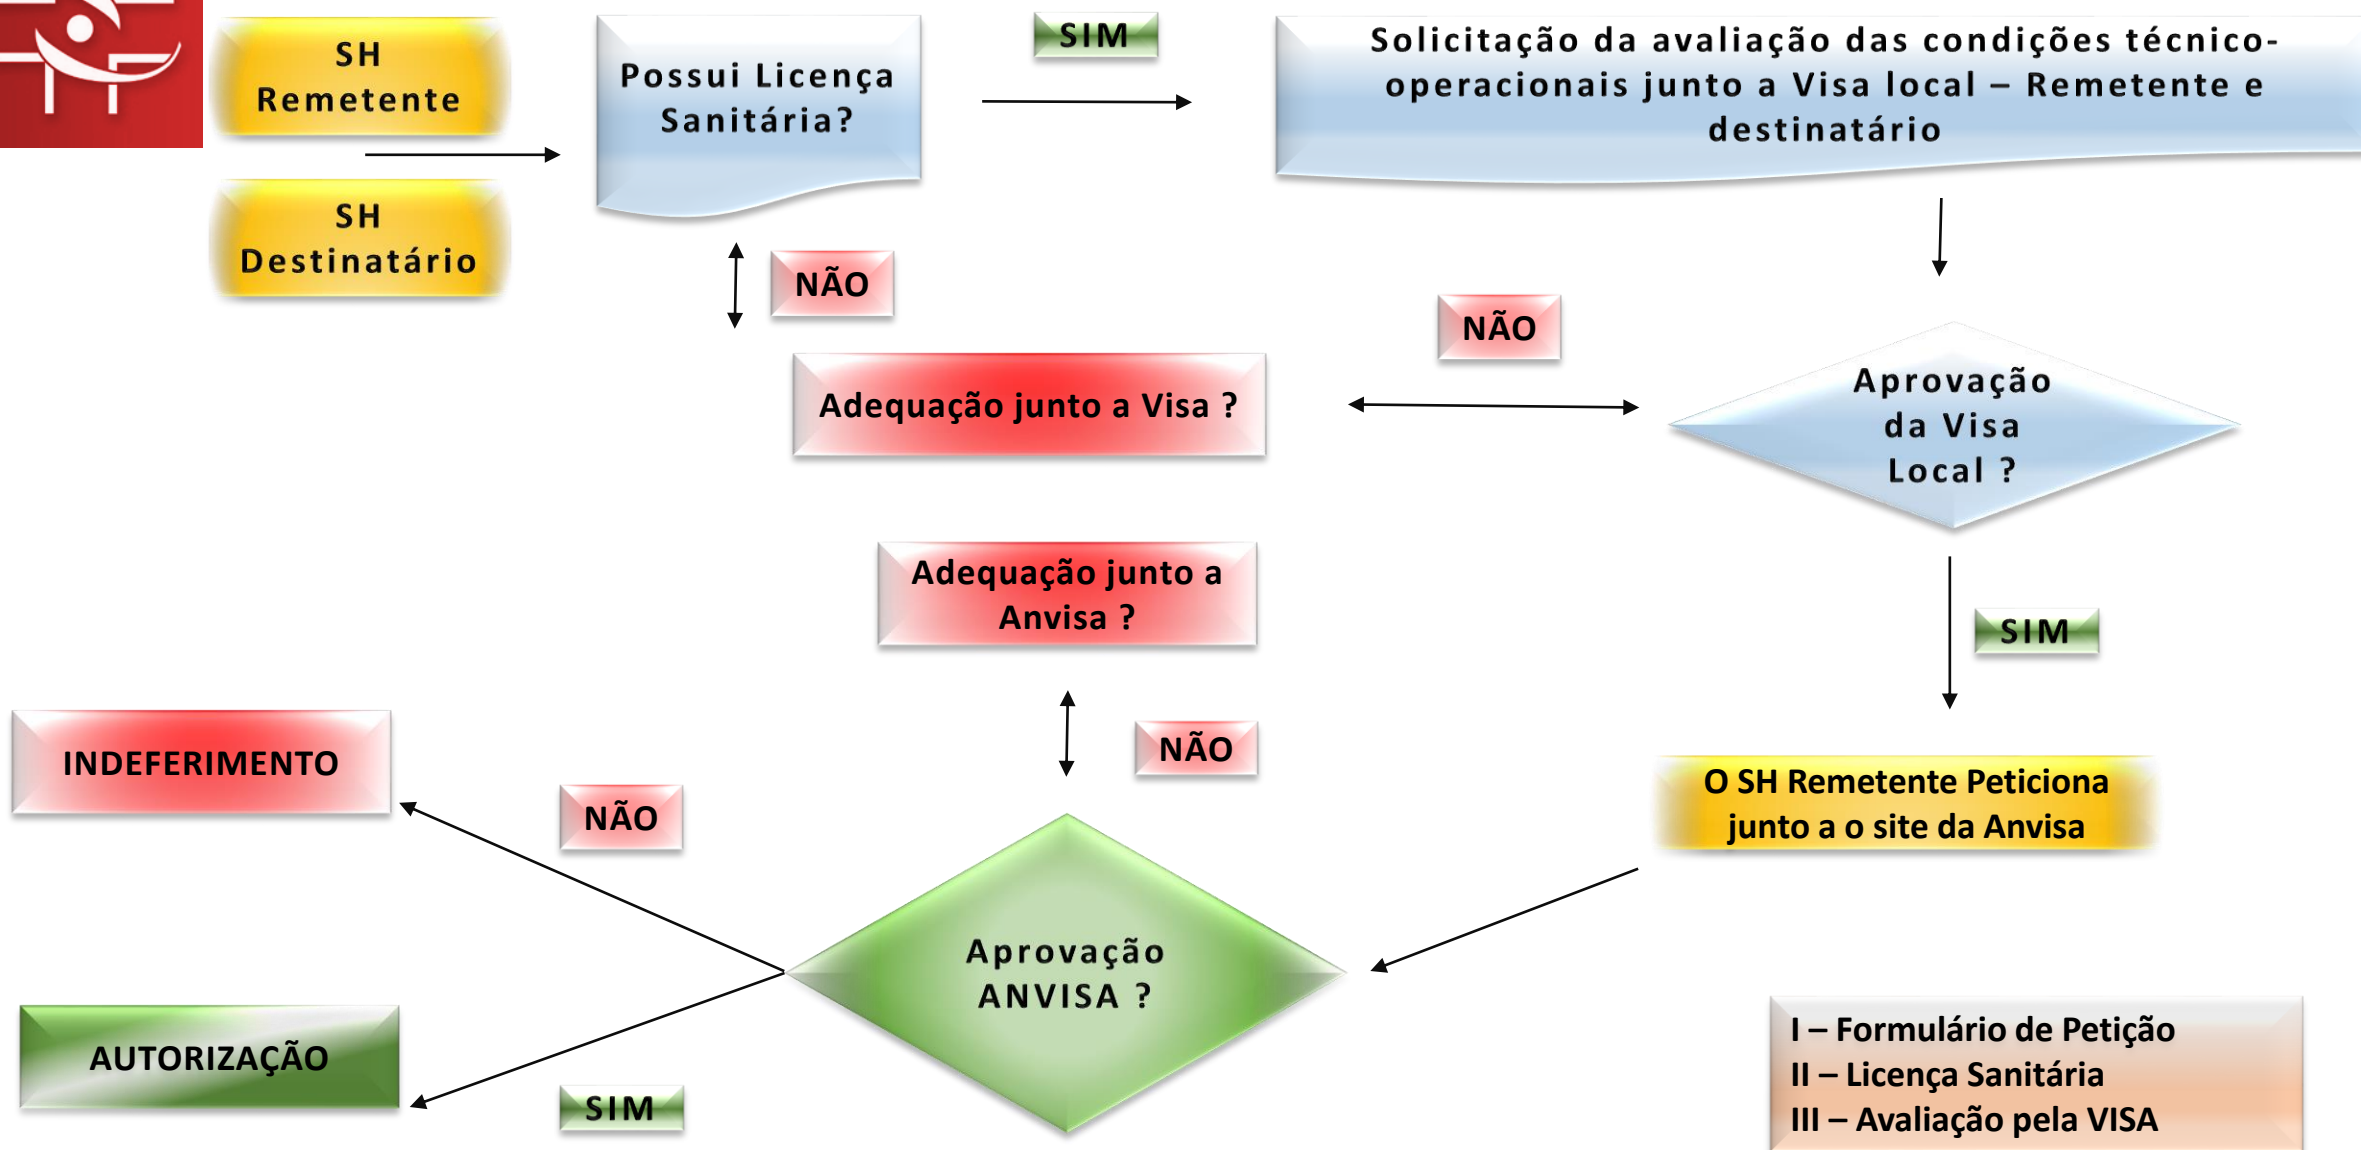 SH
Remetente
SH
Destinatário
Possui Licença
Sanitária?
SIM
Solicitação da avaliação das condições técnico-
operacionais junto a Visa local – Remetente e
destinatário
NÃO
Adequação junto a Visa ?
NÃO
Aprovação
da Visa
Local ?
Adequação junto a
Anvisa ?
SIM
NÃO
INDEFERIMENTO
NÃO
O SH Remetente Peticiona
junto a o site da Anvisa
Aprovação
ANVISA ?
AUTORIZAÇÃO
SIM
I – Formulário de Petição
II – Licença Sanitária
III – Avaliação pela VISA